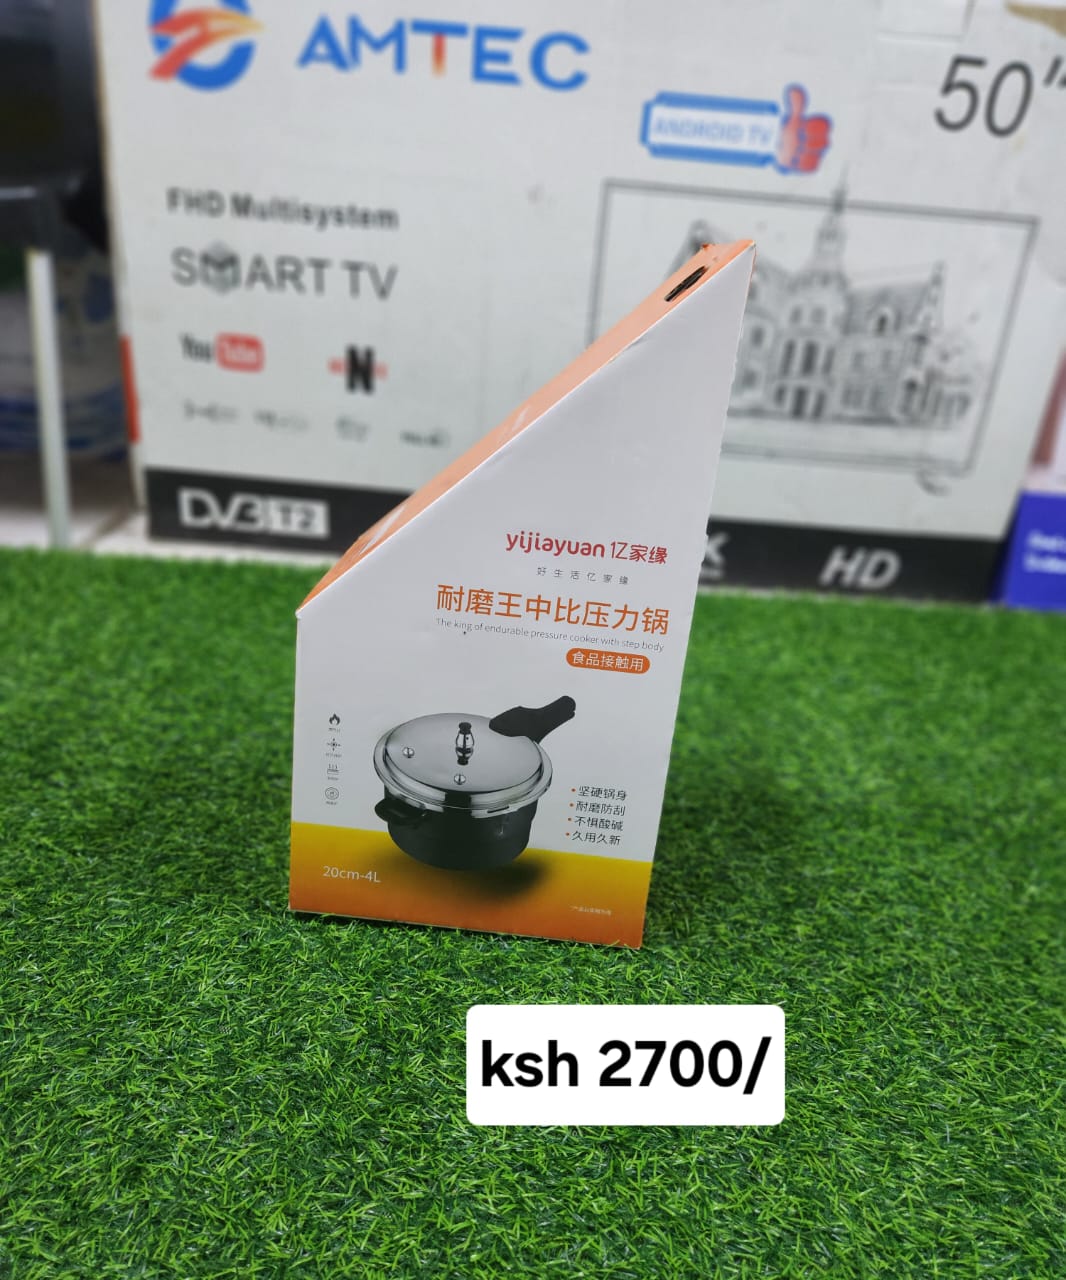 AMTEC
50"
ANDROID TV
FHD Multisystem
SMART TV
YouTube
N
DVB T2
HD
yijiayuan 亿家缘
好生活亿家缘
耐磨王中比压力锅
The king of endurable pressure cooker with step body
食品接触用
•坚硬锅身
•耐磨防刮
•不惧酸碱
•久用久新
20cm-4L
ksh 2700/